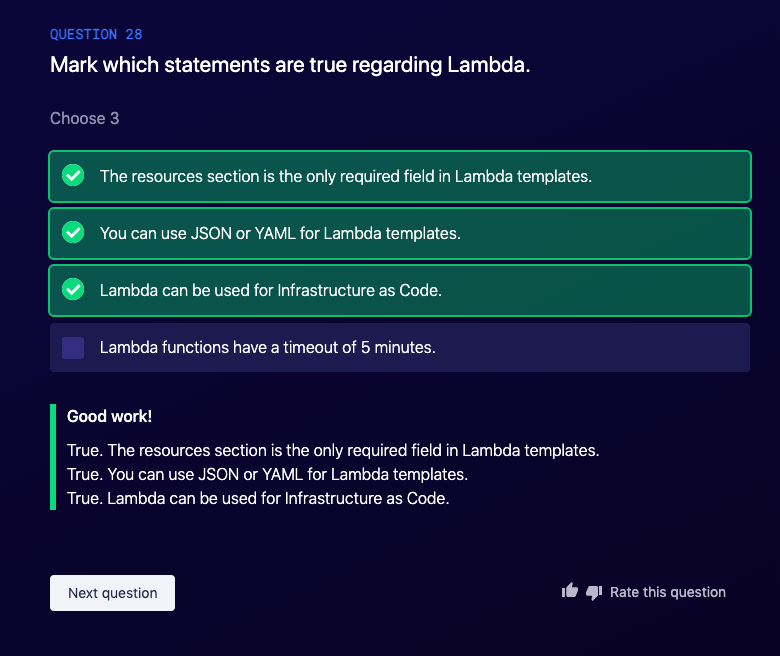 QUESTION 28
Mark which statements are true regarding Lambda.
Choose 3
The resources section is the only required field in Lambda templates.
You can use JSON or YAML for Lambda templates.
Lambda can be used for Infrastructure as Code.
Lambda functions have a timeout of 5 minutes.
Good work!
True. The resources section is the only required field in Lambda templates.
True. You can use JSON or YAML for Lambda templates.
True. Lambda can be used for Infrastructure as Code.
Next question
Rate this question